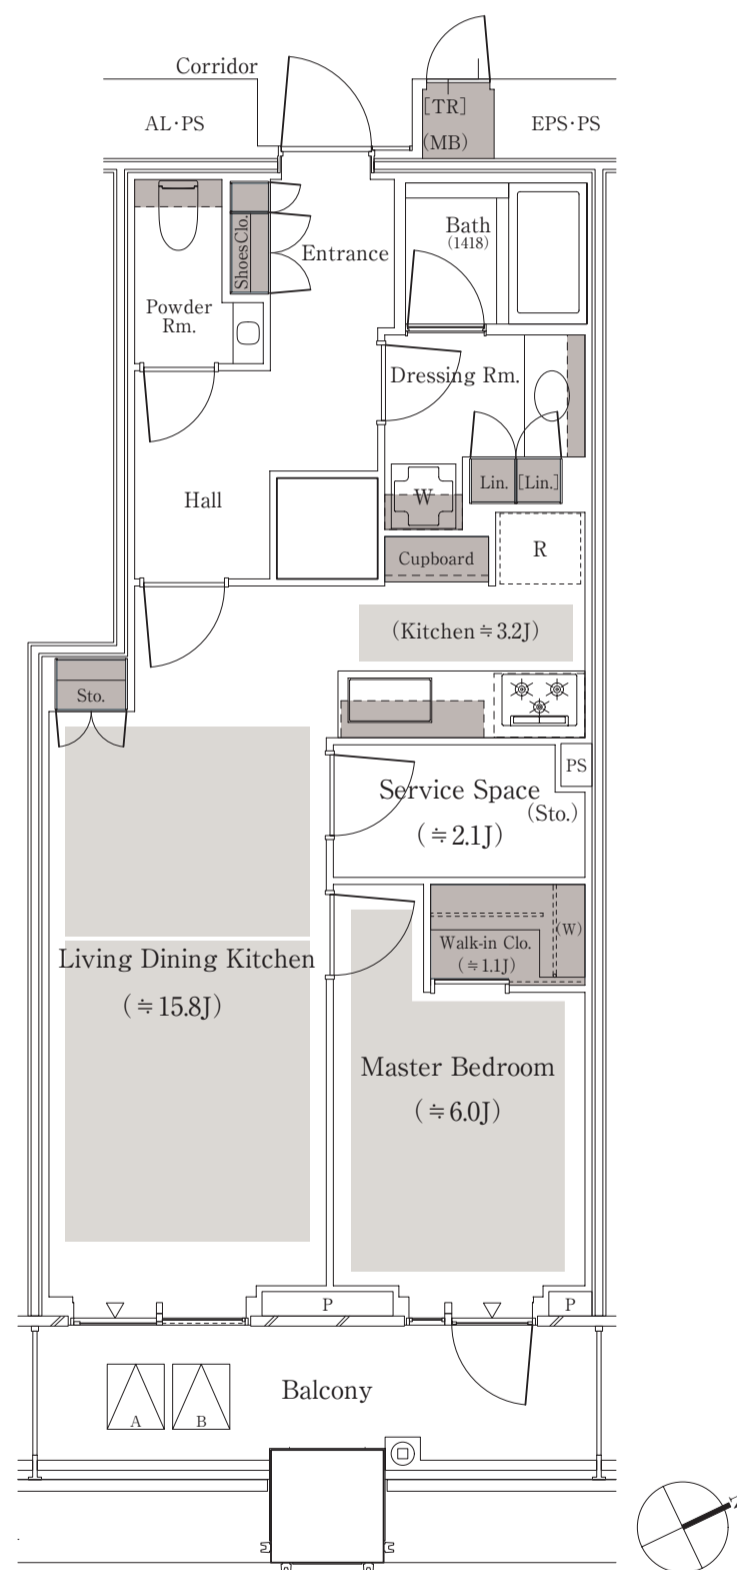 Corridor
AL・PS
[TR]
(MB)
EPS・PS
ShoesClo.
Entrance
Bath
(1418)
Powder
Rm.
Dressing Rm.
Hall
W
Lin.
[Lin.]
Cupboard
R
(Kitchen≒3.2J)
Sto.
PS
Service Space
(Sto.)
(≒2.1J)
Walk-in Clo.
(≒1.1J)
(W)
Living Dining Kitchen
(≒15.8J)
Master Bedroom
(≒6.0J)
P
P
Balcony
A
B